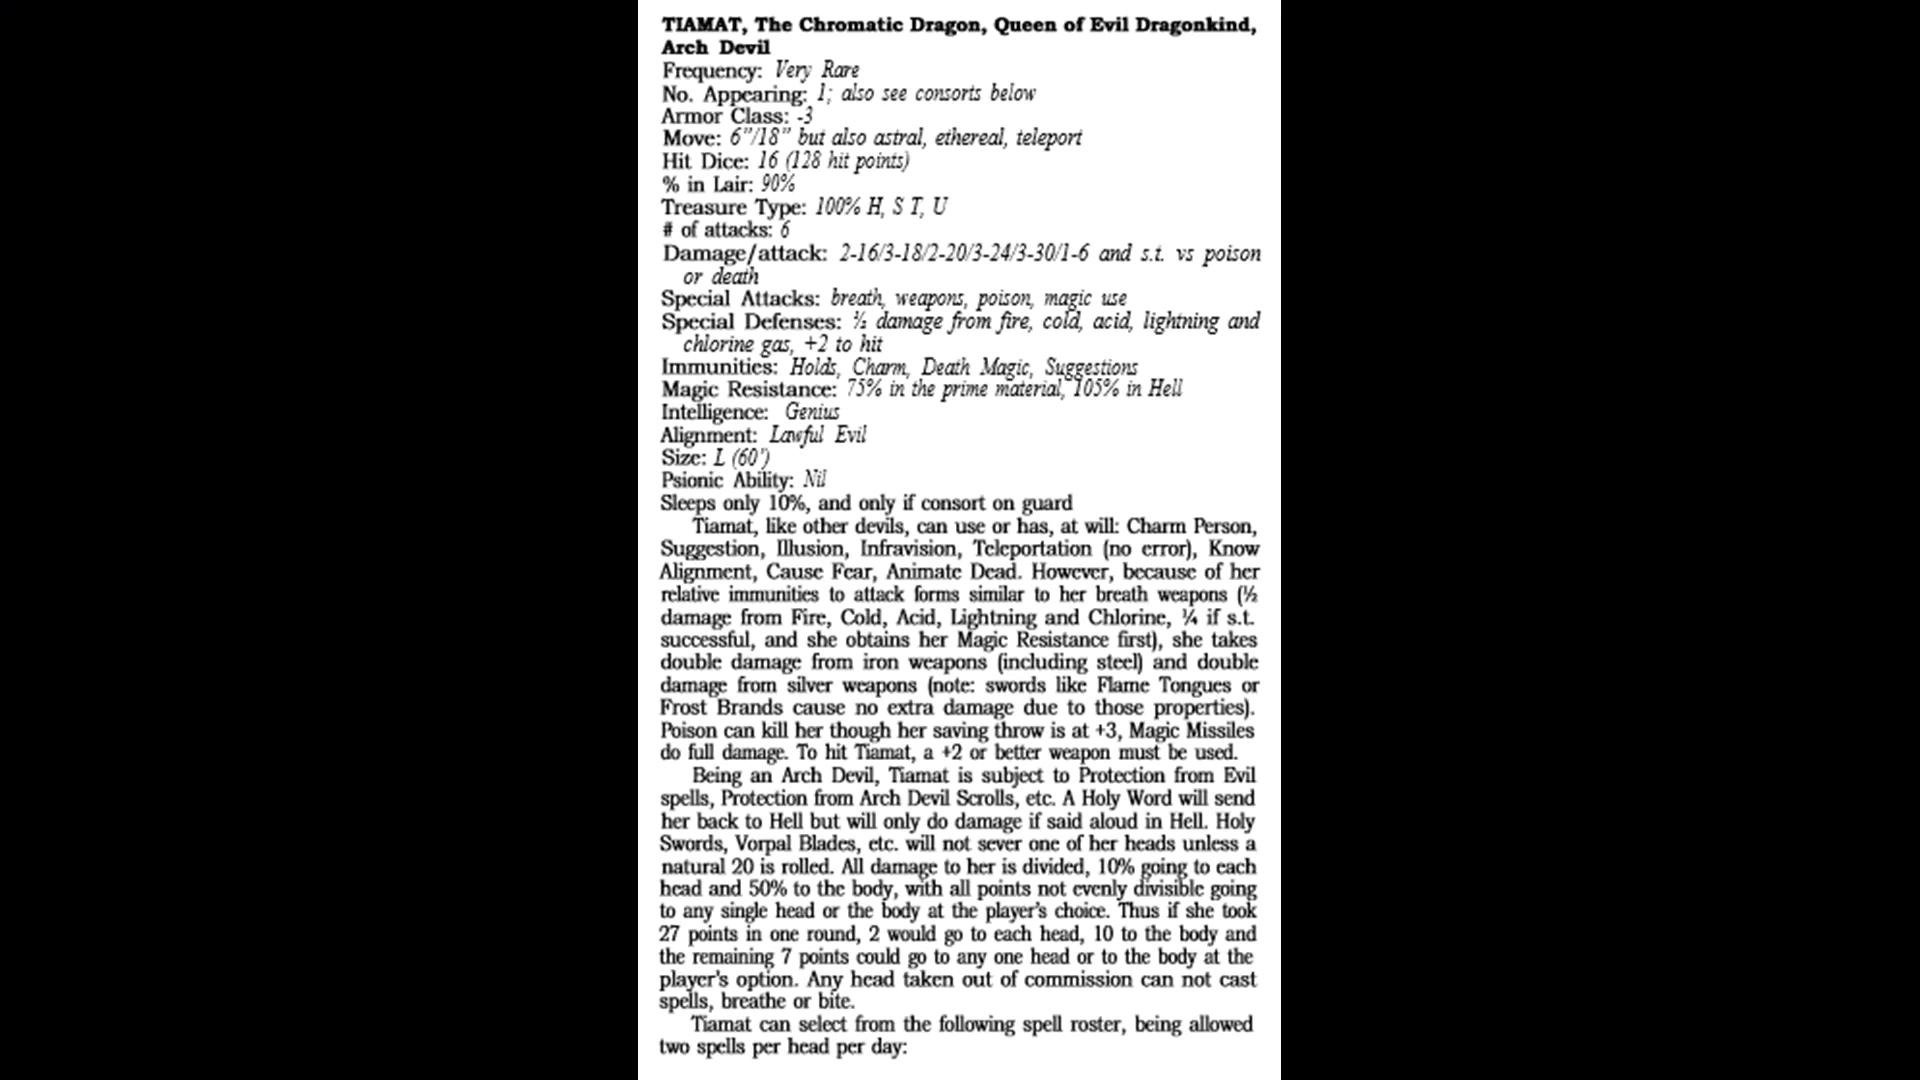 TIAMAT, The Chromatic Dragon, Queen of Evil Dragonkind,
Arch Devil
Frequency: Very Rare
No. Appearing: 1; also see consorts below
Armor Class: -3
Move: 6"/18" but also astral, ethereal, teleport
Hit Dice: 16 (128 hit points)
% in Lair: 90%
Treasure Type: 100% H, S T, U
# of attacks: 6
Damage/attack: 2-16/3-18/2-20/3-24/3-30/1-6 and s.t. vs poison
or death
Special Attacks: breath, weapons, poison, magic use
Special Defenses: ½ damage from fire, cold, acid, lightning and
chlorine gas, +2 to hit
Immunities: Holds, Charm, Death Magic, Suggestions
Magic Resistance: 75% in the prime material, 105% in Hell
Intelligence: Genius
Alignment: Lawful Evil
Size: L (60')
Psionic Ability: Nil
Sleeps only 10%, and only if consort on guard
Tiamat, like other devils, can use or has, at will: Charm Person,
Suggestion, Illusion, Infravision, Teleportation (no error), Know
Alignment, Cause Fear, Animate Dead. However, because of her
relative immunities to attack forms similar to her breath weapons (½
damage from Fire, Cold, Acid, Lightning and Chlorine, ¼ if s.t.
successful, and she obtains her Magic Resistance first), she takes
double damage from iron weapons (including steel) and double
damage from silver weapons (note: swords like Flame Tongues or
Frost Brands cause no extra damage due to those properties).
Poison can kill her though her saving throw is at +3, Magic Missiles
do full damage. To hit Tiamat, a +2 or better weapon must be used.
Being an Arch Devil, Tiamat is subject to Protection from Evil
spells, Protection from Arch Devil Scrolls, etc. A Holy Word will send
her back to Hell but will only do damage if said aloud in Hell. Holy
Swords, Vorpal Blades, etc. will not sever one of her heads unless a
natural 20 is rolled. All damage to her is divided, 10% going to each
head and 50% to the body, with all points not evenly divisible going
to any single head or the body at the player's choice. Thus if she took
27 points in one round, 2 would go to each head, 10 to the body and
the remaining 7 points could go to any one head or to the body at the
player's option. Any head taken out of commission can not cast
spells, breathe or bite.
Tiamat can select from the following spell roster, being allowed
two spells per head per day: